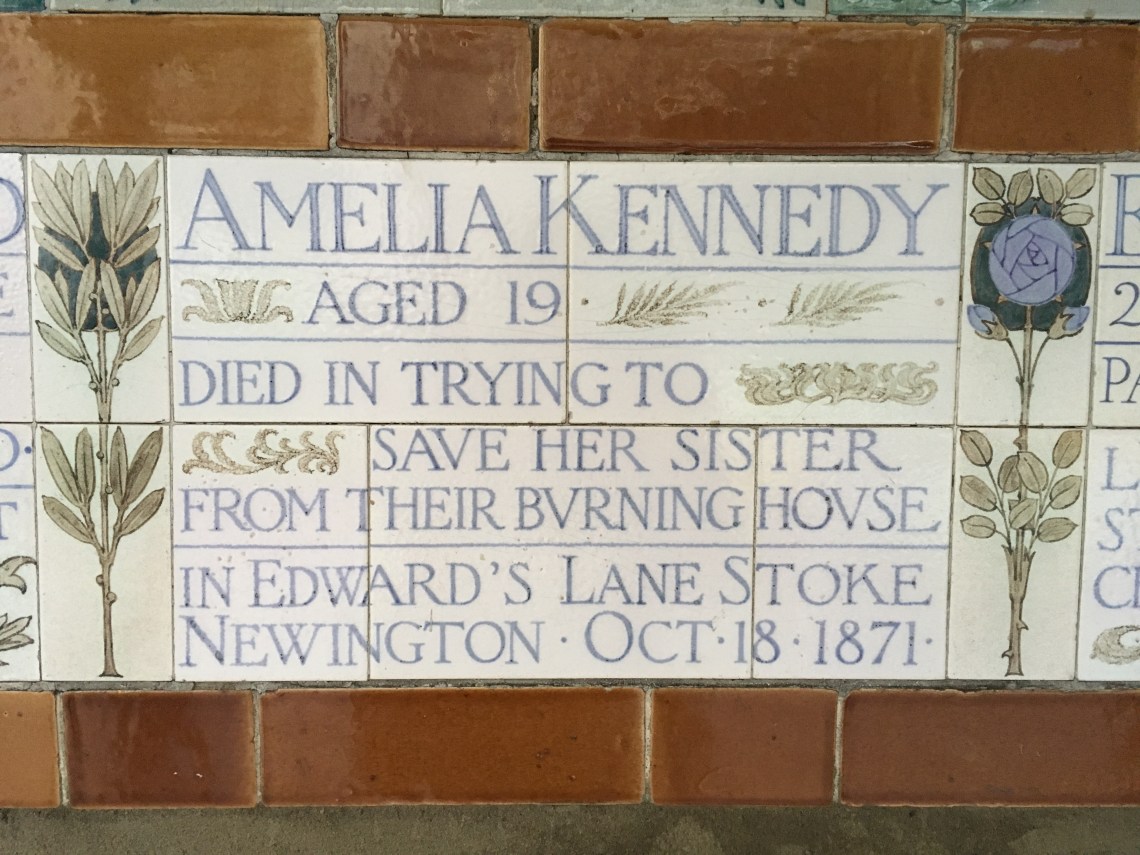 AMELIA KENNEDY
AGED 19
DIED IN TRYING TO
SAVE HER SISTER
FROM THEIR BVRNING HOVSE
IN EDWARD'S LANE STOKE
NEWINGTON · OCT · 18 · 1871 ·